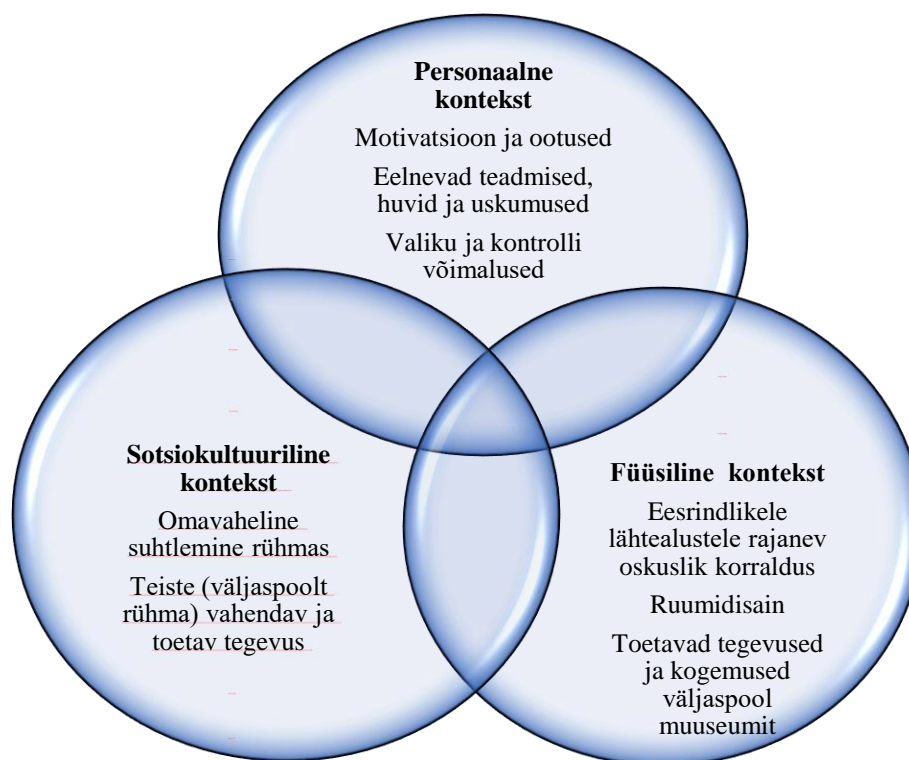 Personaalne
kontekst
Motivatsioon ja ootused
Eelnevad teadmised,
huvid ja uskumused
Valiku ja kontrolli
võimalused
Sotsiokultuuriline
kontekst
Omavaheline
suhtlemine rühmas
Teiste (väljaspoolt
rühma) vahendav ja
toetav tegevus
Füüsiline kontekst
Eesrindlikele
lähtealustele rajanev
oskuslik korraldus
Ruumidisain
Toetavad tegevused
ja kogemused
väljaspool
muuseumit